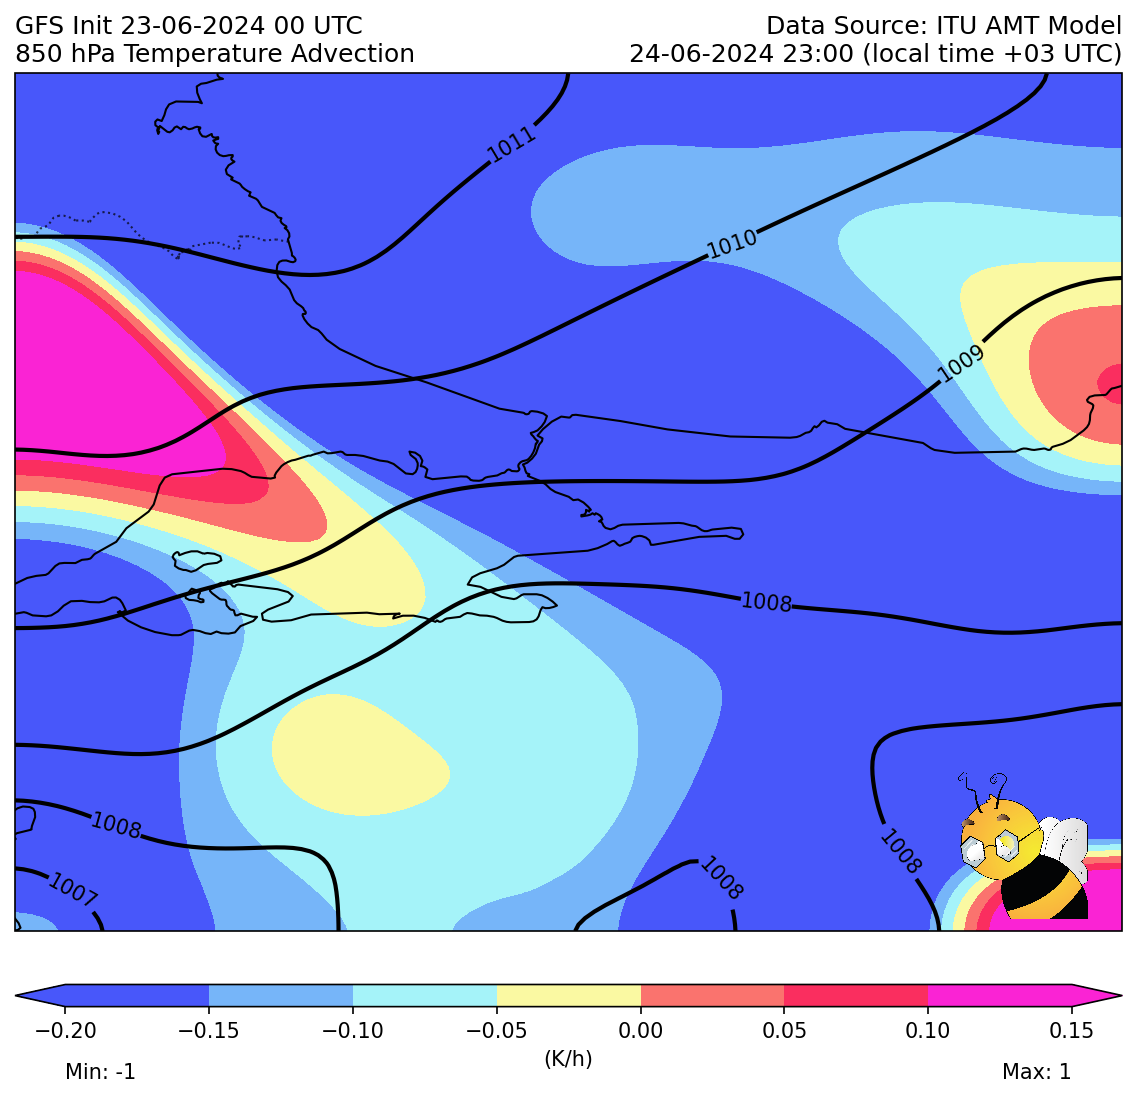 GFS Init 23-06-2024 00 UTC
Data Source: ITU AMT Model
850 hPa Temperature Advection
24-06-2024 23:00 (local time +03 UTC)
1011
1010
1009
1008
1008
1008
1008
1007
−0.20 −0.15 −0.10 −0.05 0.00 0.05 0.10 0.15
(K/h)
Min: -1
Max: 1